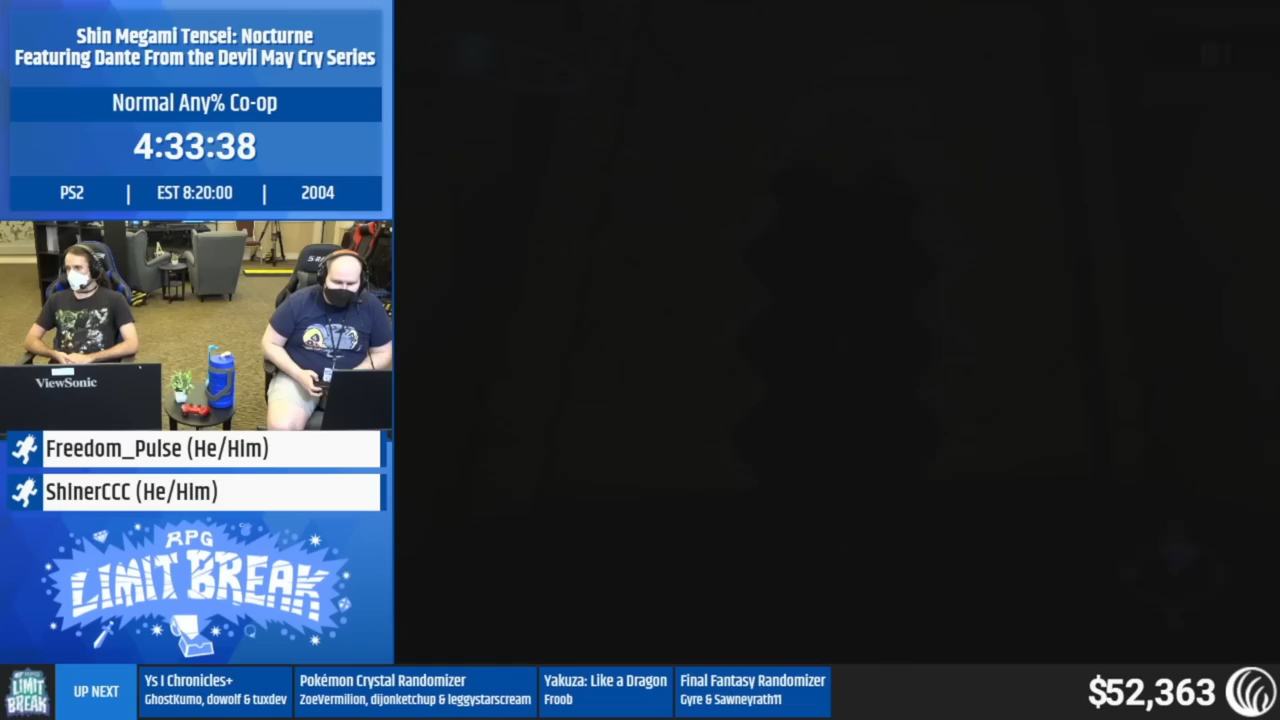 Shin Megami Tensei: Nocturne
Featuring Dante From the Devil May Cry Series
Normal Any% Co-op
4:33:38
PS2 | EST 8:20:00 | 2004
ViewSonic
Freedom_Pulse (He/Him)
ShinerCCC (He/Him)
RPG
LIMIT BREAK
LIMIT
BREAK
UP NEXT
Ys I Chronicles+
GhostKumo, dowolf & tuxdev
Pokémon Crystal Randomizer
ZoeVermilion, dijonketchup & leggystarscream
Yakuza: Like a Dragon
Froob
Final Fantasy Randomizer
Gyre & Sawneyrath11
$52,363